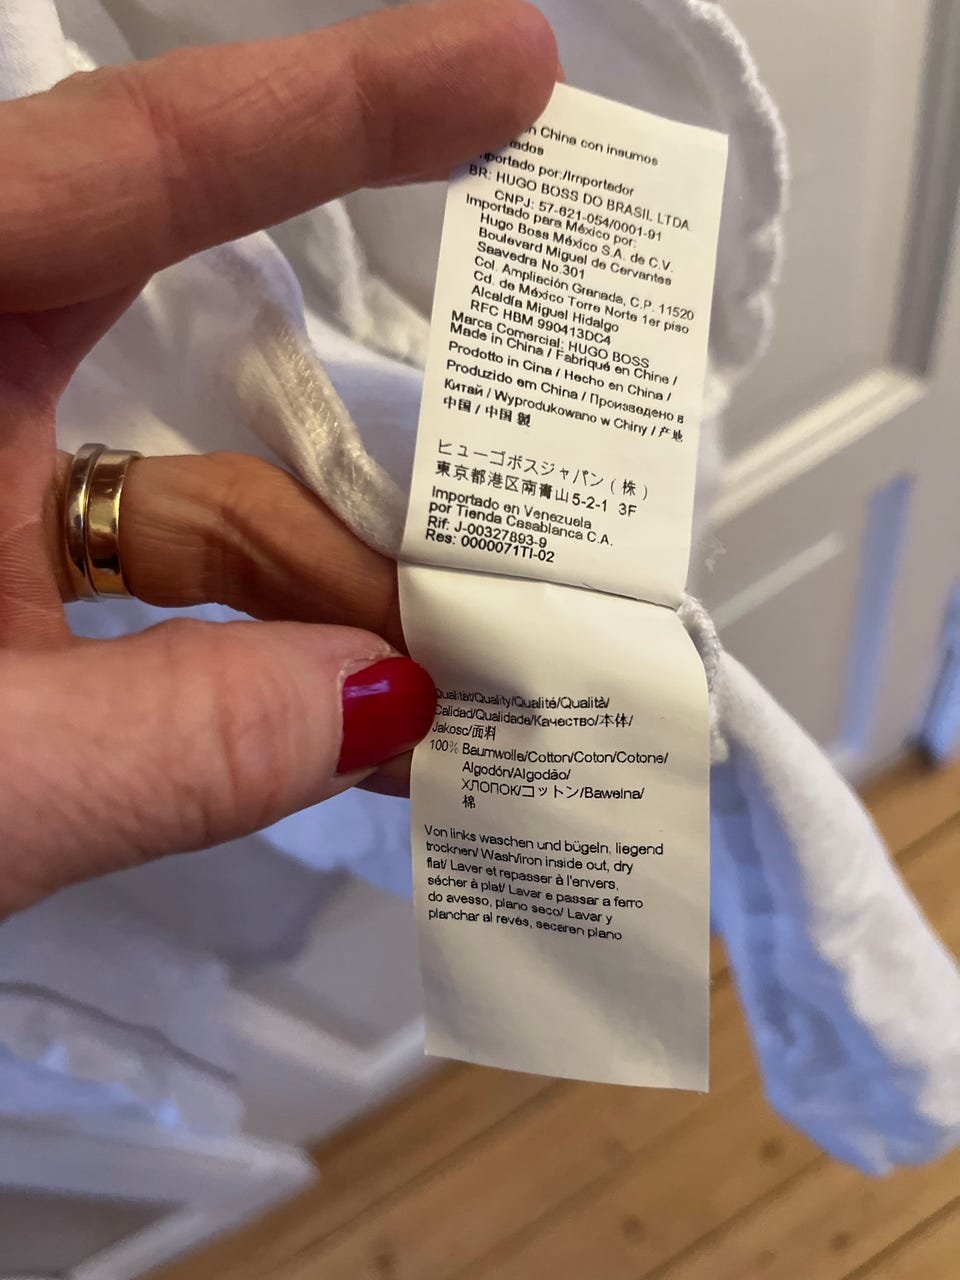 China con insumos
Importador
BR: HUGO BOSS DO BRASIL LTDA
CNPJ: 57-621-054/0001-91
Importado para México por:
Hugo Boss México S.A. de C.V.
Boulevard Miguel de Cervantes
Saavedra No.301
Col. Ampliación Granada, C.P. 11520
Cd. de México Torre Norte 1er piso
Alcaldía Miguel Hidalgo
RFC HBM 990413DC4
Marca Comercial: HUGO BOSS
Made in China / Fabriqué en Chine /
Prodotto in Cina / Hecho en China /
Produzido em China / Произведено в
Китай / Wyprodukowano w Chiny / 产地
中国 / 中国 製
ヒューゴボスジャパン（株）
東京都港区南青山5-2-1 3F
Importado en Venezuela
por Tienda Casablanca C.A.
Rif: J-00327893-9
Res: 0000071TI-02
Qualität/Quality/Qualité/Qualità/
Calidad/Qualidade/Качество/本体/
Jakosc/面料
100% Baumwolle/Cotton/Coton/Cotone/
Algodón/Algodão/
ХЛОПОК/コットン/Bawelna/
棉
Von links waschen und bügeln, liegend
trocknen/ Wash/iron inside out, dry
flat/ Laver et repasser à l'envers,
sécher à plat/ Lavar e passar a ferro
do avesso, plano seco/ Lavar y
planchar al revés, secaren plano